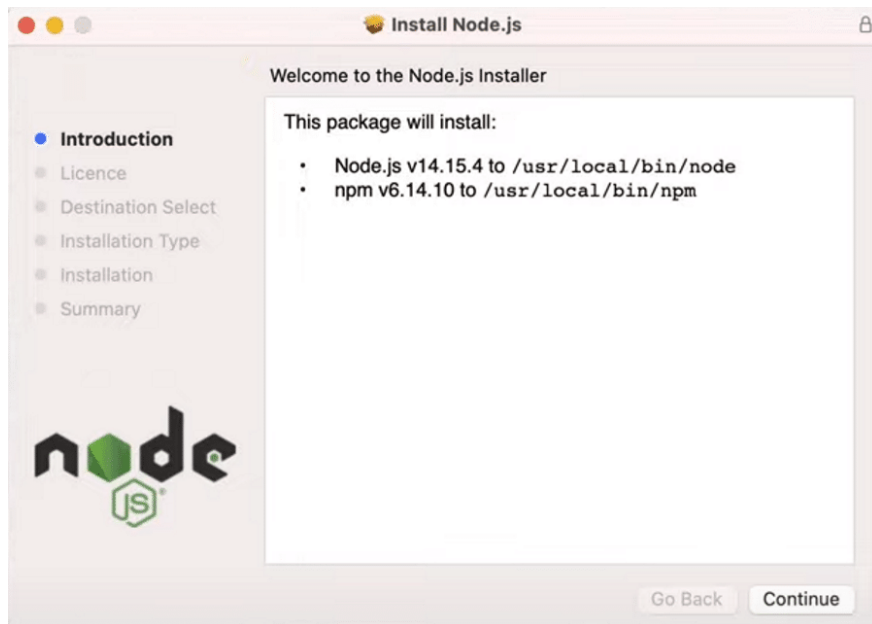 Install Node.js
Welcome to the Node.js Installer
Introduction
Licence
Destination Select
Installation Type
Installation
Summary
This package will install:
• Node.js v14.15.4 to /usr/local/bin/node
• npm v6.14.10 to /usr/local/bin/npm
node
JS®
Go Back
Continue